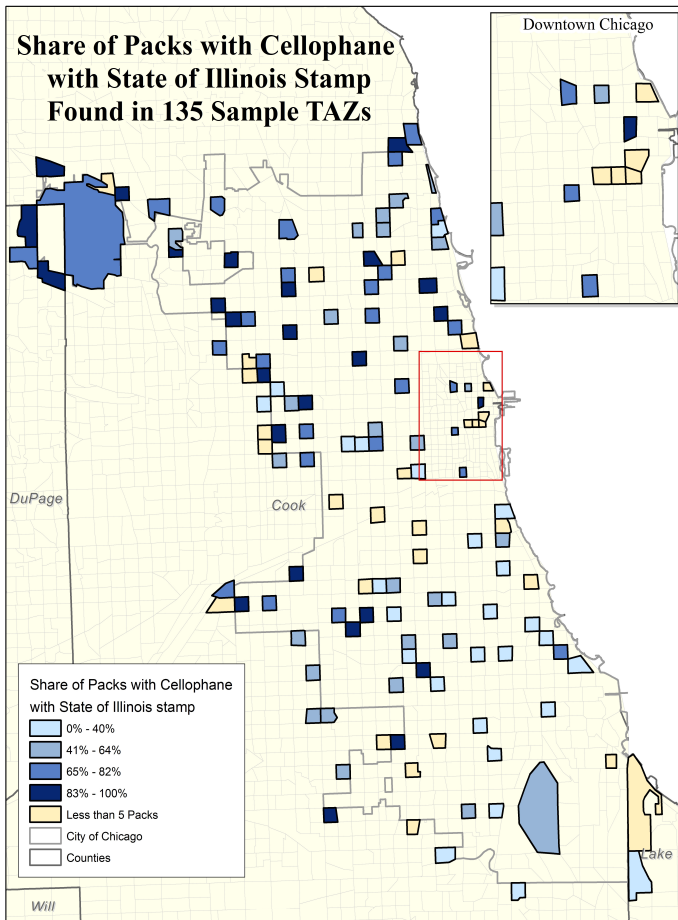 Share of Packs with Cellophane
with State of Illinois Stamp
Found in 135 Sample TAZs
Downtown Chicago
DuPage
Cook
Share of Packs with Cellophane
with State of Illinois stamp
0% - 40%
41% - 64%
65% - 82%
83% - 100%
Less than 5 Packs
City of Chicago
Counties
Lake
Will